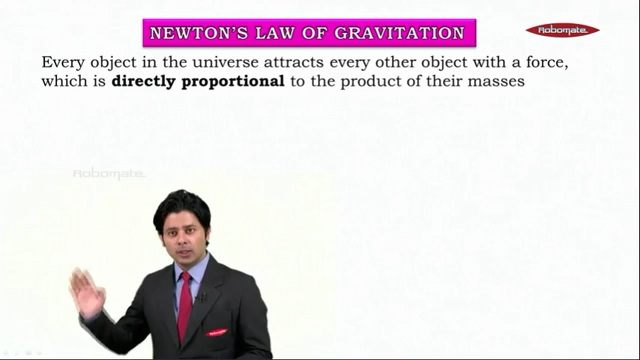 NEWTON'S LAW OF GRAVITATION
Robomate
Every object in the universe attracts every other object with a force,
which is directly proportional to the product of their masses
Robomate